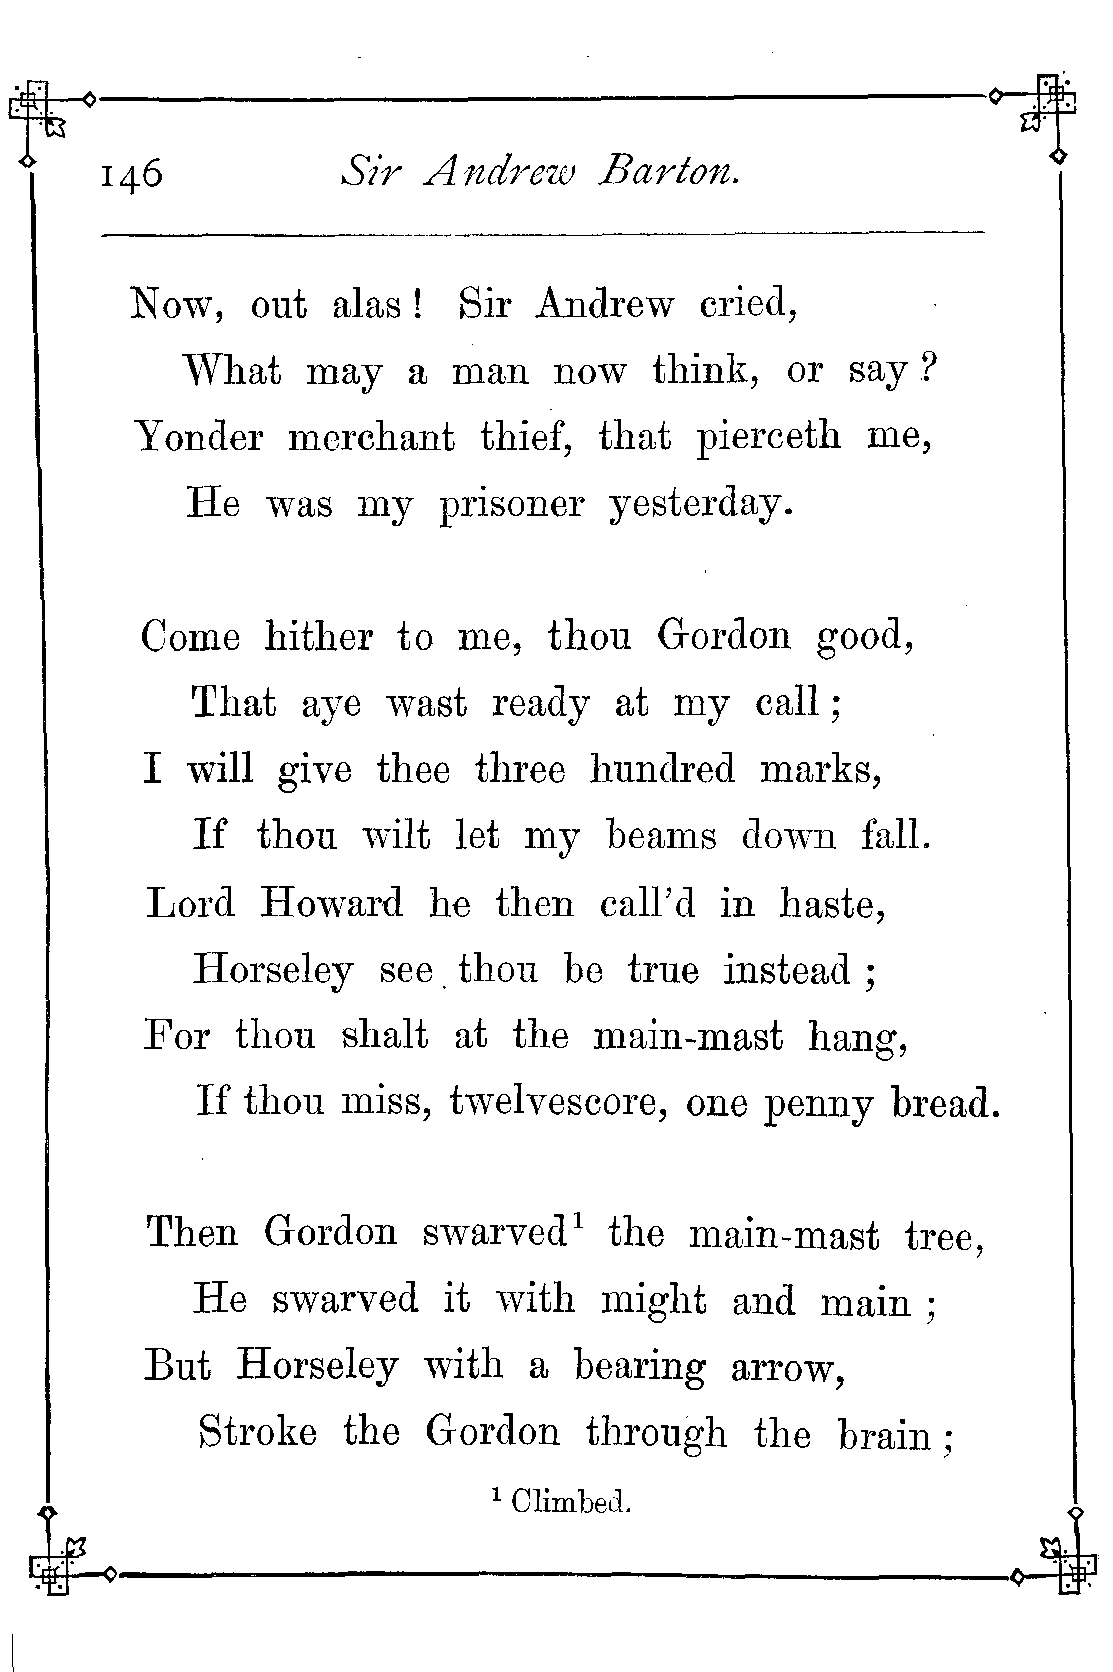 146 Sir Andrew Barton.
Now, out alas! Sir Andrew cried,
What may a man now think, or say?
Yonder merchant thief, that pierceth me,
He was my prisoner yesterday.
Come hither to me, thou Gordon good,
That aye wast ready at my call;
I will give thee three hundred marks,
If thou wilt let my beams down fall.
Lord Howard he then call'd in haste,
Horseley see thou be true instead;
For thou shalt at the main-mast hang,
If thou miss, twelvescore, one penny bread.
Then Gordon swarved¹ the main-mast tree,
He swarved it with might and main;
But Horseley with a bearing arrow,
Stroke the Gordon through the brain;
¹ Climbed.